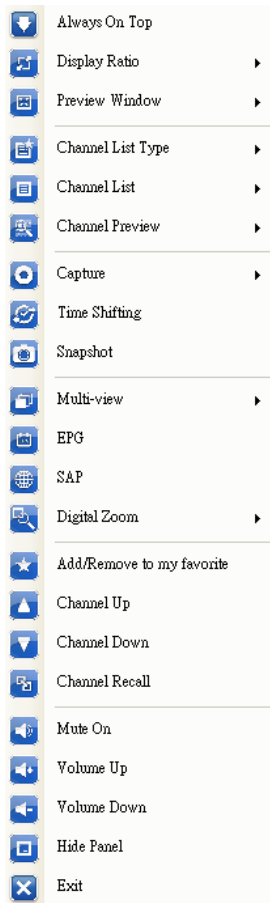 Always On Top
Display Ratio
Preview Window
Channel List Type
Channel List
Channel Preview
Capture
Time Shifting
Snapshot
Multi-view
EPG
SAP
Digital Zoom
Add/Remove to my favorite
Channel Up
Channel Down
Channel Recall
Mute On
Volume Up
Volume Down
Hide Panel
Exit